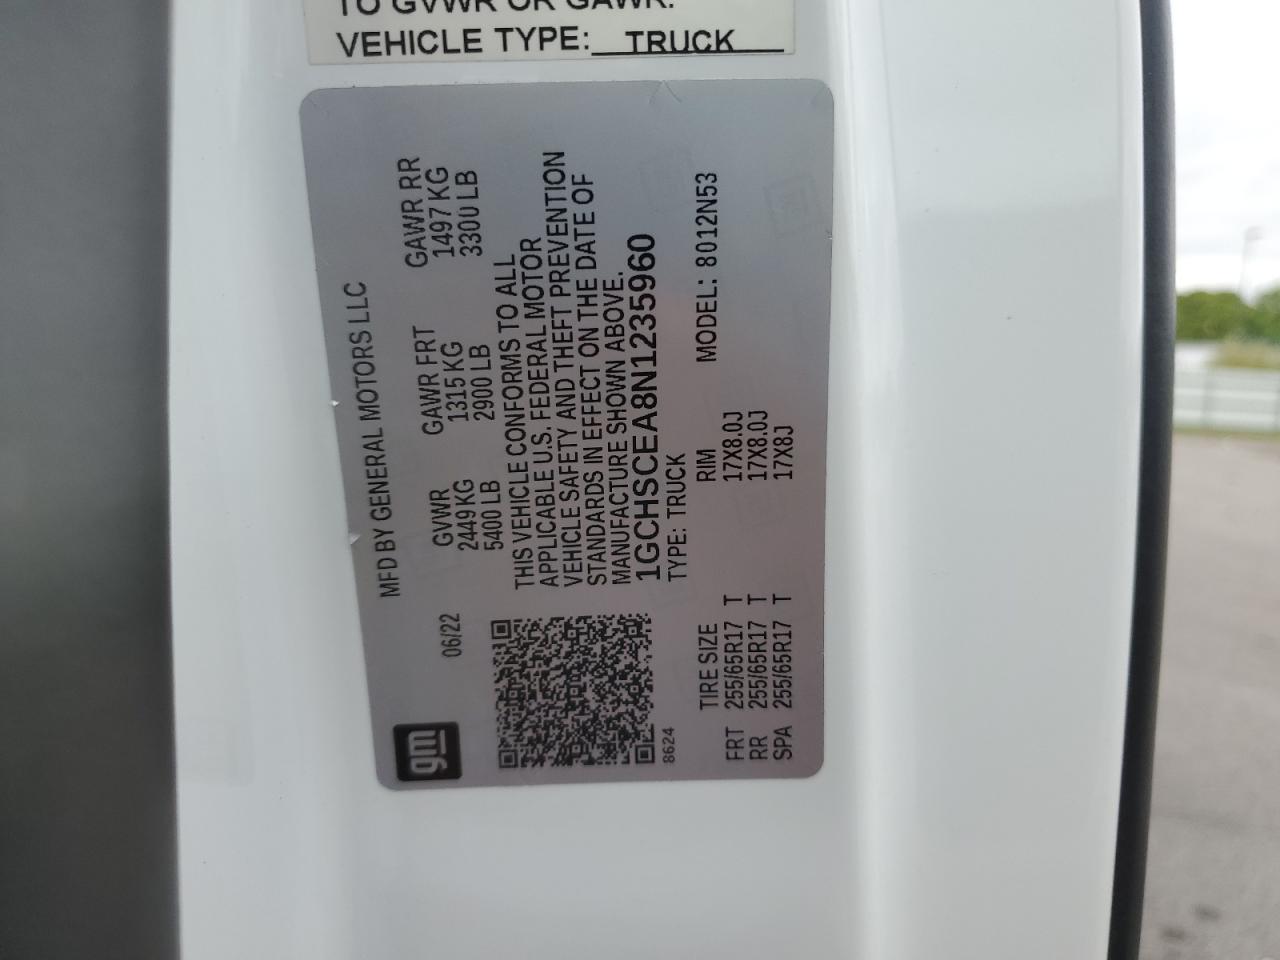 TO GVWR OR GAWR.
VEHICLE TYPE: TRUCK
MFD BY GENERAL MOTORS LLC
06/22
GVWR GAWR FRT GAWR RR
2449 KG 1315 KG 1497 KG
5400 LB 2900 LB 3300 LB
THIS VEHICLE CONFORMS TO ALL
APPLICABLE U.S. FEDERAL MOTOR
VEHICLE SAFETY AND THEFT PREVENTION
STANDARDS IN EFFECT ON THE DATE OF
MANUFACTURE SHOWN ABOVE.
1GCHSCEA8N1235960
TYPE: TRUCK
gm
8624
TIRE SIZE RIM MODEL: 8012N53
FRT 255/65R17 T 17X8.0J
RR 255/65R17 T 17X8.0J
SPA 255/65R17 T 17X8J